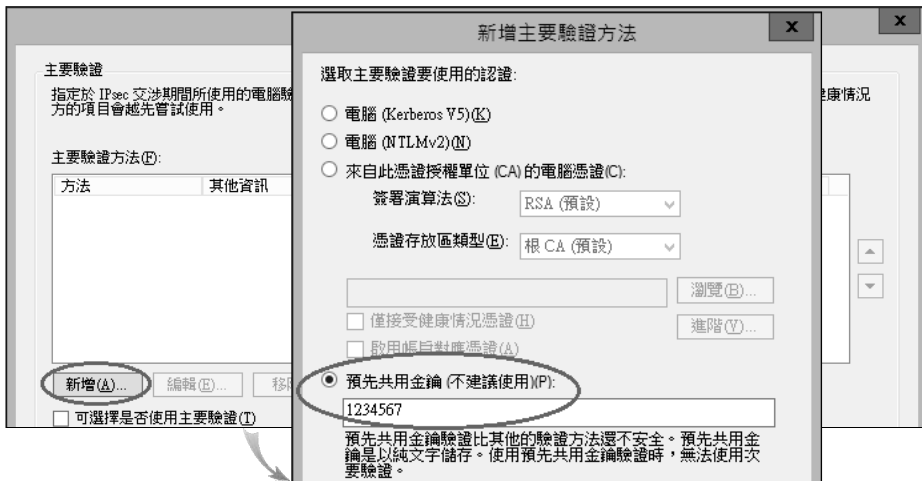 x
主要驗證
指定於 IPsec 交涉期間所使用的電腦驗
康情況
方的項目會越先嘗試使用。
主要驗證方法(F):
方法 其他資訊
新增(A)... 編輯(E)...
可選擇是否使用主要驗證(T)
新增主要驗證方法
x
選取主要驗證要使用的認證:
電腦 (Kerberos V5)(K)
電腦 (NTLMv2)(N)
來自此憑證授權單位 (CA) 的電腦憑證(C):
簽署演算法(S): RSA (預設)
憑證存放區類型(E): 根 CA (預設)
瀏覽(B)...
僅接受健康情況憑證(H)
進階(V)...
啟用帳戶對應憑證(A)
預先共用金鑰 (不建議使用)(P):
1234567
預先共用金鑰驗證比其他的驗證方法還不安全。預先共用金
鑰是以純文字儲存。使用預先共用金鑰驗證時，無法使用次
要驗證。